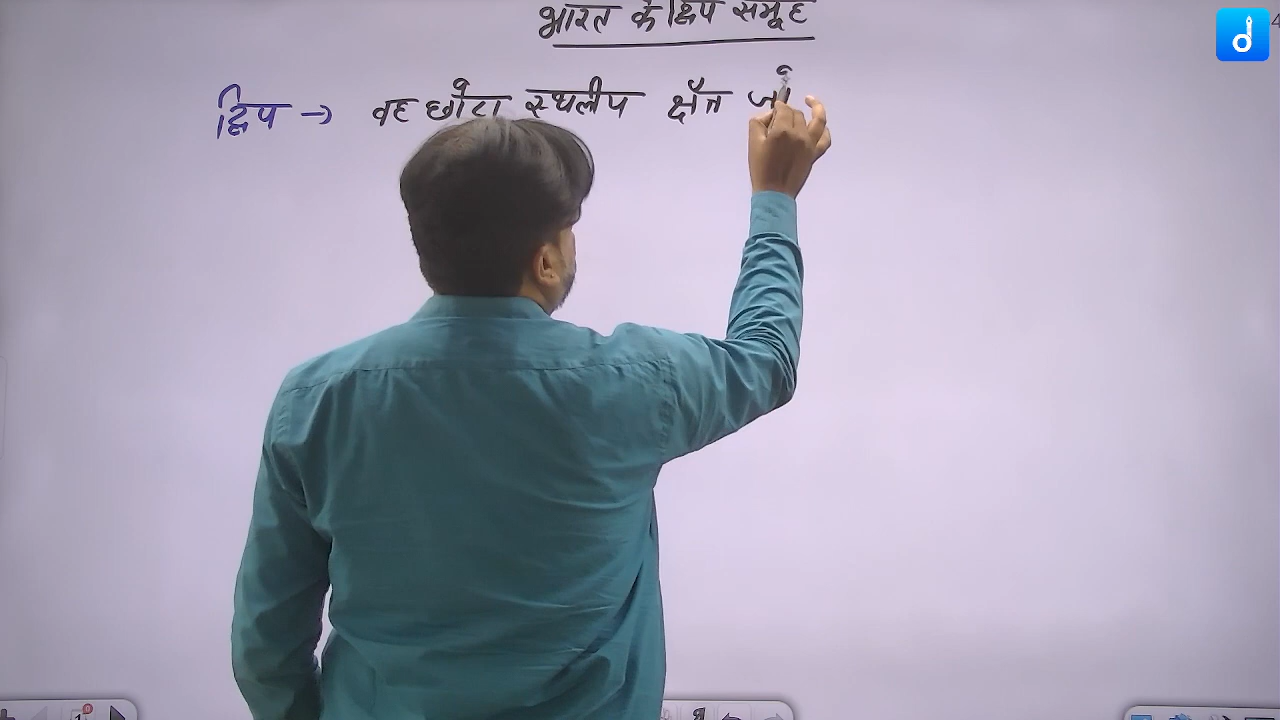 भारत के द्विप समूह
द्विप → वह छोटा स्थलीप क्षेत्र जो